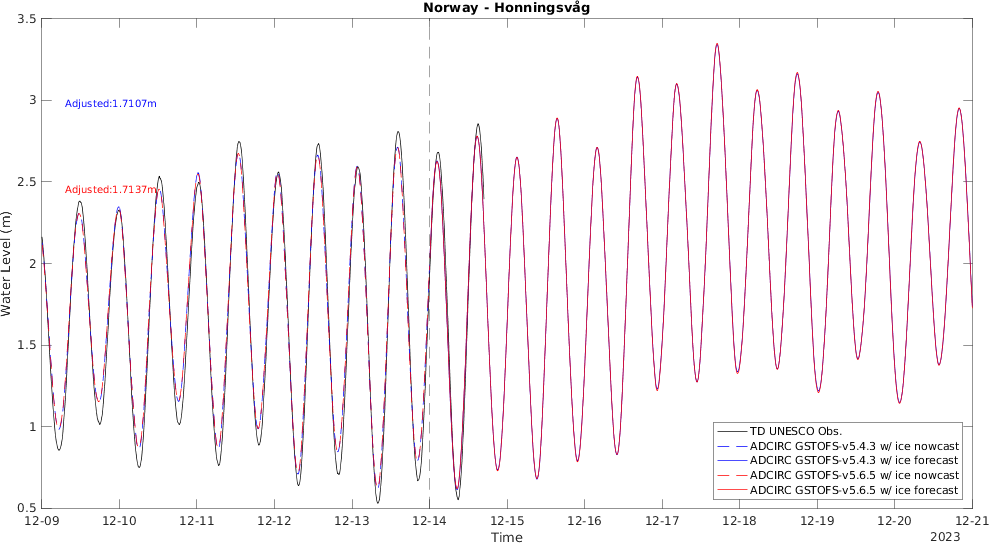 Norway - Honningsvåg
3.5
3
2.5
2
1.5
1
0.5
Water Level (m)
Adjusted:1.7107m
Adjusted:1.7137m
TD UNESCO Obs.
ADCIRC GSTOFS-v5.4.3 w/ ice nowcast
ADCIRC GSTOFS-v5.4.3 w/ ice forecast
ADCIRC GSTOFS-v5.6.5 w/ ice nowcast
ADCIRC GSTOFS-v5.6.5 w/ ice forecast
12-09 12-10 12-11 12-12 12-13 12-14 12-15 12-16 12-17 12-18 12-19 12-20 12-21
Time
2023